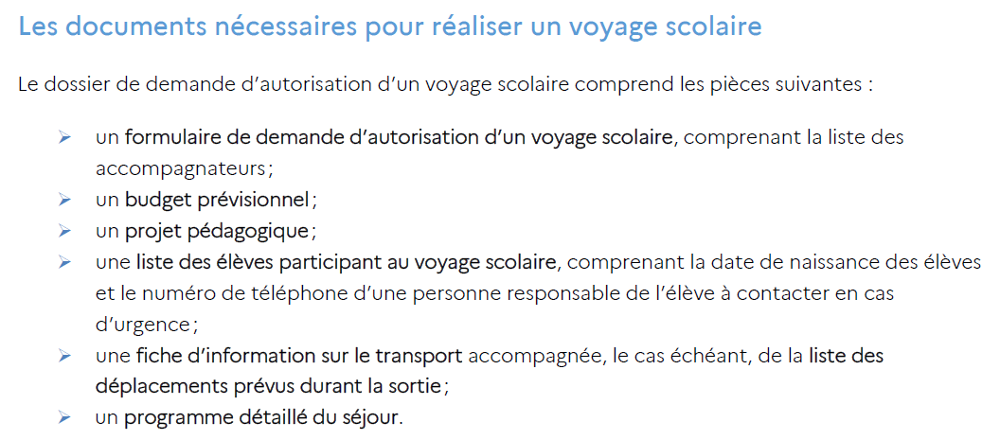 Les documents nécessaires pour réaliser un voyage scolaire
Le dossier de demande d’autorisation d’un voyage scolaire comprend les pièces suivantes :
➢ un formulaire de demande d’autorisation d’un voyage scolaire, comprenant la liste des
accompagnateurs ;
➢ un budget prévisionnel ;
➢ un projet pédagogique ;
➢ une liste des élèves participant au voyage scolaire, comprenant la date de naissance des élèves
et le numéro de téléphone d’une personne responsable de l’élève à contacter en cas
d’urgence ;
➢ une fiche d’information sur le transport accompagnée, le cas échéant, de la liste des
déplacements prévus durant la sortie ;
➢ un programme détaillé du séjour.